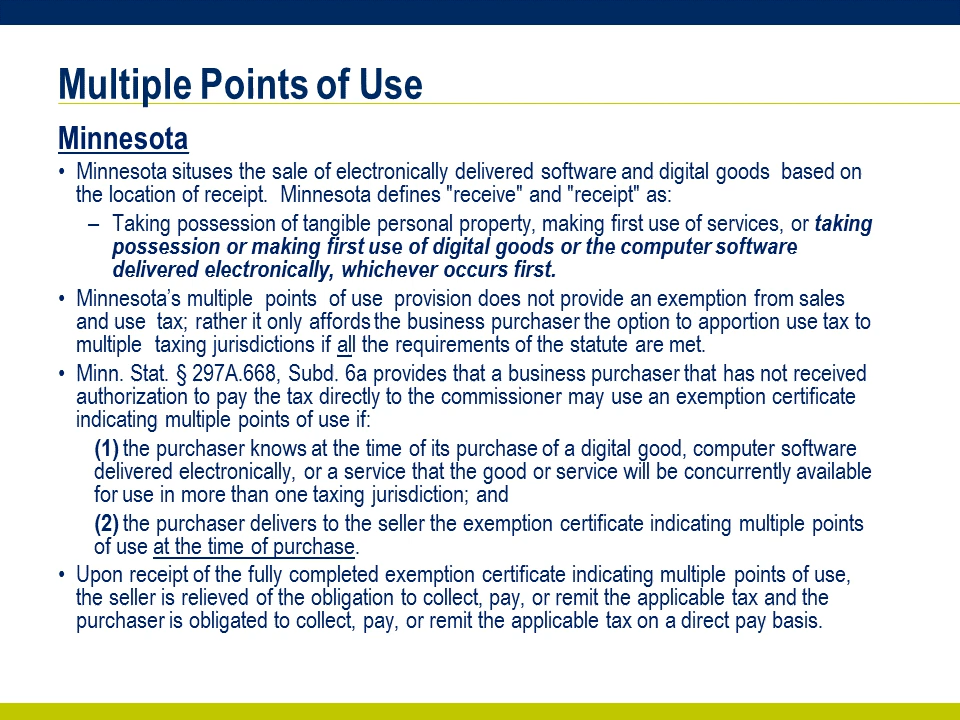 Multiple Points of Use
Minnesota
• Minnesota situses the sale of electronically delivered software and digital goods based on
the location of receipt. Minnesota defines "receive" and "receipt" as:
– Taking possession of tangible personal property, making first use of services, or taking
possession or making first use of digital goods or the computer software
delivered electronically, whichever occurs first.
• Minnesota’s multiple points of use provision does not provide an exemption from sales
and use tax; rather it only affords the business purchaser the option to apportion use tax to
multiple taxing jurisdictions if all the requirements of the statute are met.
• Minn. Stat. § 297A.668, Subd. 6a provides that a business purchaser that has not received
authorization to pay the tax directly to the commissioner may use an exemption certificate
indicating multiple points of use if:
(1) the purchaser knows at the time of its purchase of a digital good, computer software
delivered electronically, or a service that the good or service will be concurrently available
for use in more than one taxing jurisdiction; and
(2) the purchaser delivers to the seller the exemption certificate indicating multiple points
of use at the time of purchase.
• Upon receipt of the fully completed exemption certificate indicating multiple points of use,
the seller is relieved of the obligation to collect, pay, or remit the applicable tax and the
purchaser is obligated to collect, pay, or remit the applicable tax on a direct pay basis.